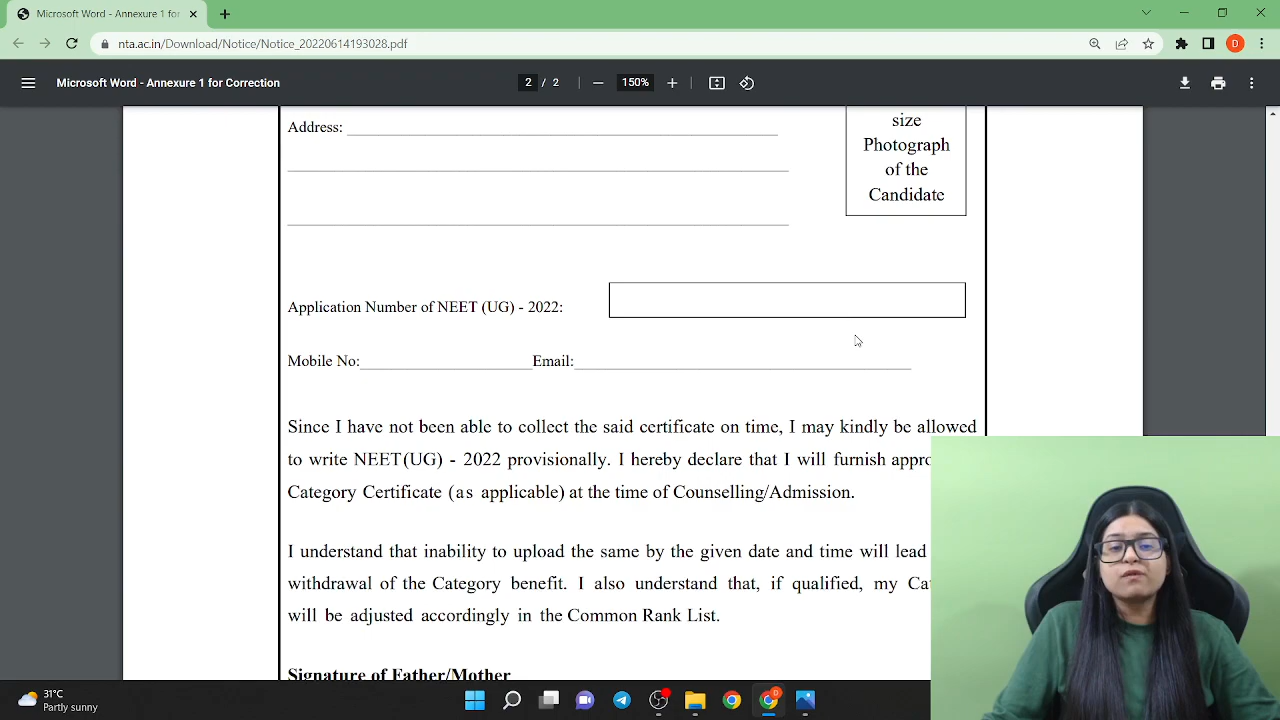 Microsoft Word - Annexure 1 for
nta.ac.in/Download/Notice/Notice_20220614193028.pdf
D
Microsoft Word - Annexure 1 for Correction
2 / 2
150%
Address:
size
Photograph
of the
Candidate
Application Number of NEET (UG) - 2022:
Mobile No: Email:
Since I have not been able to collect the said certificate on time, I may kindly be allowed
to write NEET(UG) - 2022 provisionally. I hereby declare that I will furnish
Category Certificate (as applicable) at the time of Counselling/Admission.
I understand that inability to upload the same by the given date and time will lead
withdrawal of the Category benefit. I also understand that, if qualified, my
will be adjusted accordingly in the Common Rank List.
Signature of Father/Mother
31°C
Partly sunny